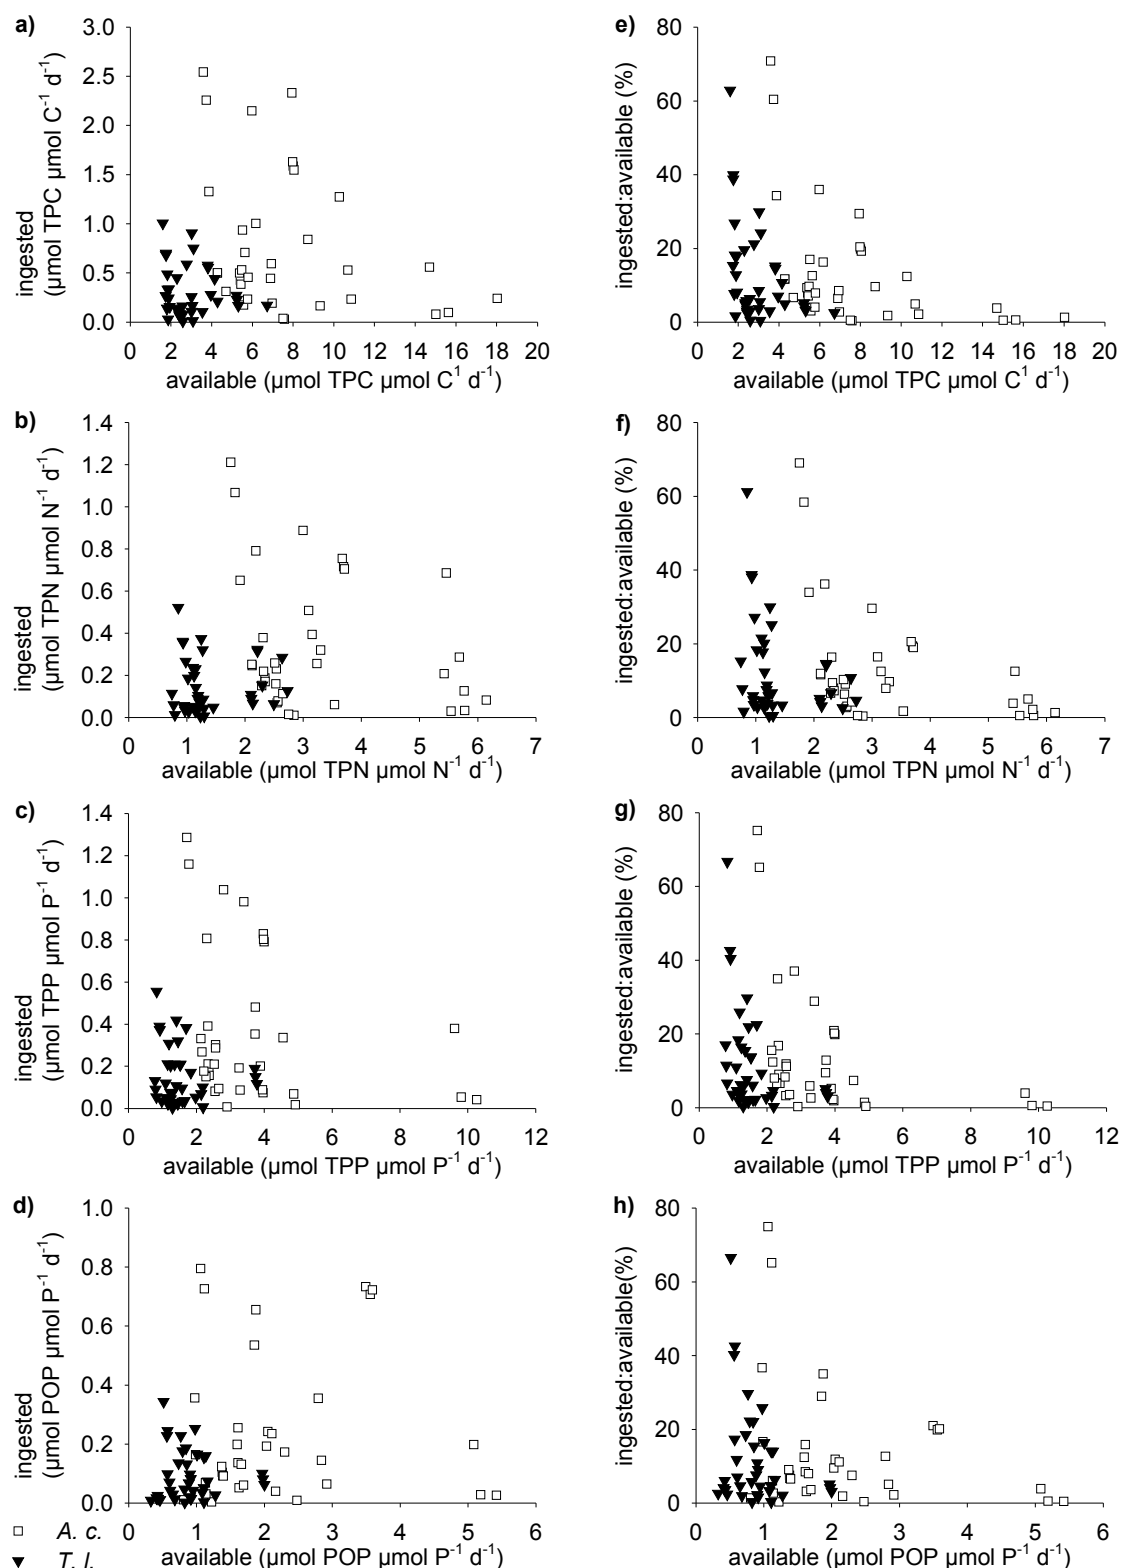 a)
3.0
2.5
2.0
1.5
1.0
0.5
0.0
ingested
(µmol TPC µmol C⁻¹ d⁻¹)
0 2 4 6 8 10 12 14 16 18 20
available (µmol TPC µmol C¹ d⁻¹)
e)
80
60
40
20
0
ingested:available (%)
0 2 4 6 8 10 12 14 16 18 20
available (µmol TPC µmol C¹ d⁻¹)
b)
1.4
1.2
1.0
0.8
0.6
0.4
0.2
0.0
ingested
(µmol TPN µmol N⁻¹ d⁻¹)
0 1 2 3 4 5 6 7
available (µmol TPN µmol N⁻¹ d⁻¹)
f)
80
60
40
20
0
ingested:available (%)
0 1 2 3 4 5 6 7
available (µmol TPN µmol N⁻¹ d⁻¹)
c)
1.4
1.2
1.0
0.8
0.6
0.4
0.2
0.0
ingested
(µmol TPP µmol P⁻¹ d⁻¹)
0 2 4 6 8 10 12
available (µmol TPP µmol P⁻¹ d⁻¹)
g)
80
60
40
20
0
ingested:available (%)
0 2 4 6 8 10 12
available (µmol TPP µmol P⁻¹ d⁻¹)
d)
1.0
0.8
0.6
0.4
0.2
0.0
ingested
(µmol POP µmol P⁻¹ d⁻¹)
0 1 2 3 4 5 6
available (µmol POP µmol P⁻¹ d⁻¹)
h)
80
60
40
20
0
ingested:available(%)
0 1 2 3 4 5 6
available (µmol POP µmol P⁻¹ d⁻¹)
A. c.
T. l.